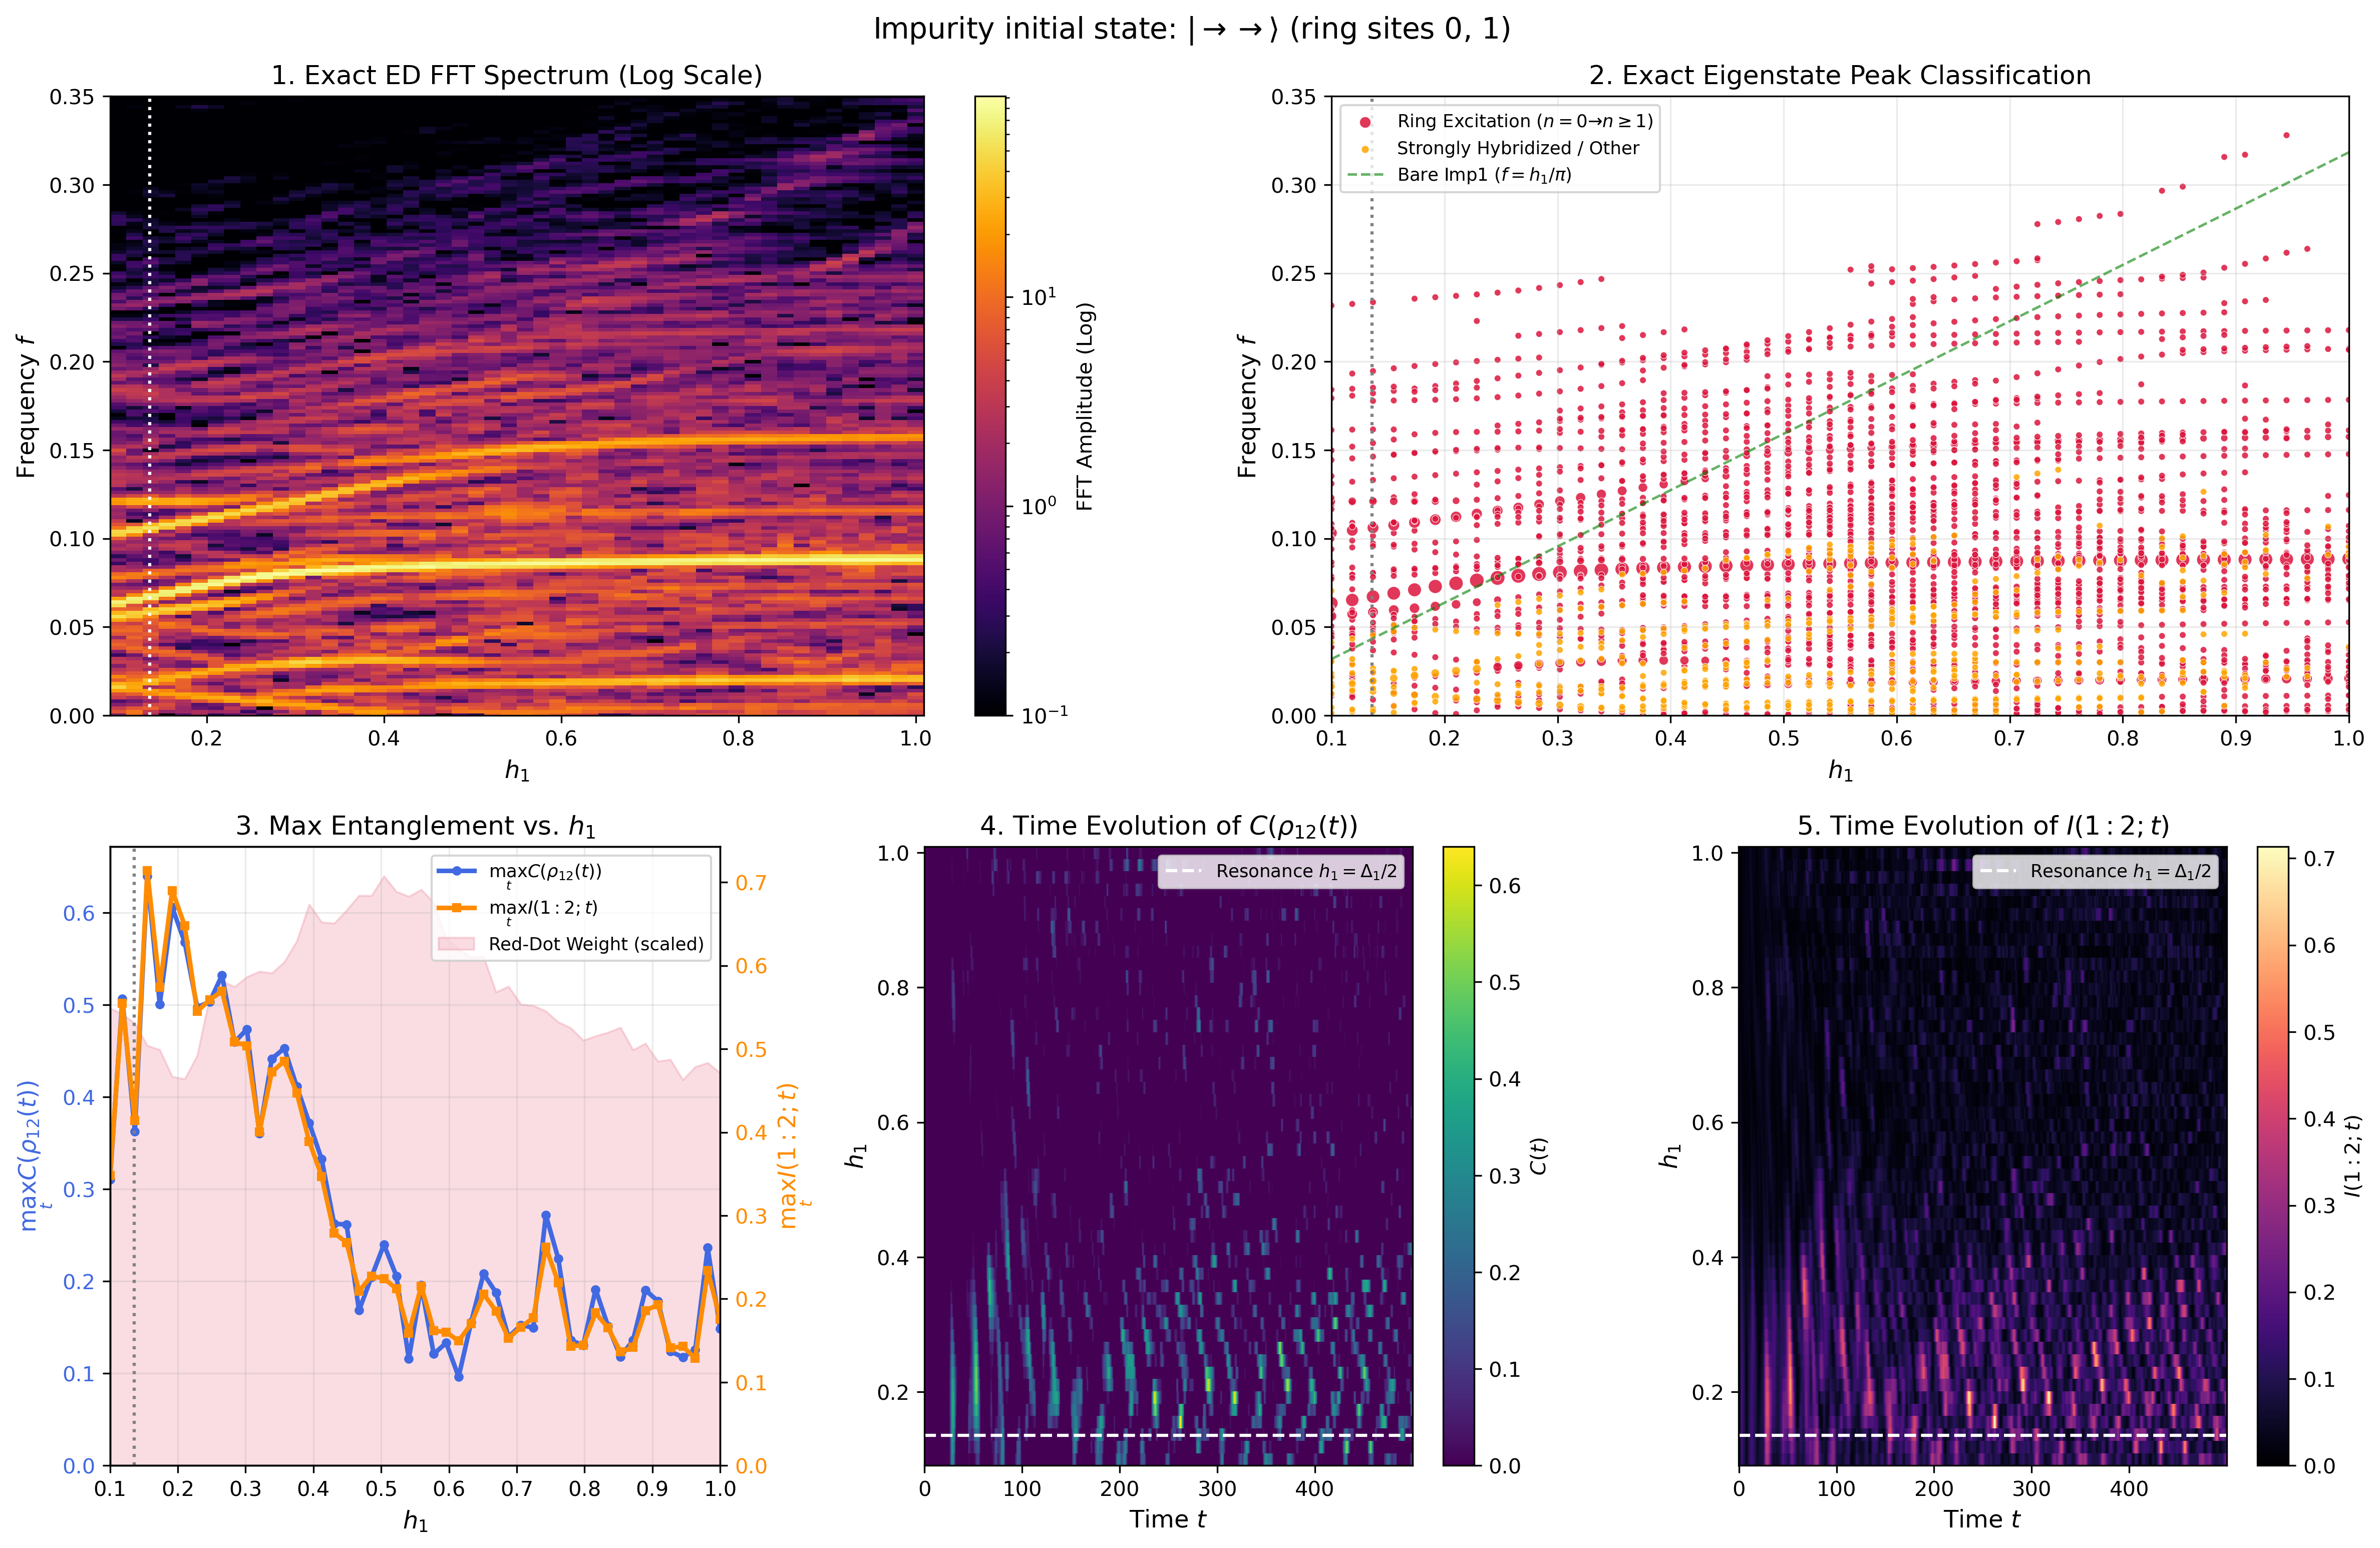 Impurity initial state: |→→⟩ (ring sites 0, 1)
1. Exact ED FFT Spectrum (Log Scale)
Frequency f
0.35
0.30
0.25
0.20
0.15
0.10
0.05
0.00
0.2 0.4 0.6 0.8 1.0
h₁
10¹
10⁰
10⁻¹
FFT Amplitude (Log)
2. Exact Eigenstate Peak Classification
Ring Excitation (n = 0→n ≥ 1)
Strongly Hybridized / Other
Bare Imp1 (f = h₁/π)
Frequency f
0.35
0.30
0.25
0.20
0.15
0.10
0.05
0.00
0.1 0.2 0.3 0.4 0.5 0.6 0.7 0.8 0.9 1.0
h₁
3. Max Entanglement vs. h₁
max C(ρ₁₂(t))
t
max I(1 : 2; t)
t
Red-Dot Weight (scaled)
max C(ρ₁₂(t))
t
0.6
0.5
0.4
0.3
0.2
0.1
0.0
0.1 0.2 0.3 0.4 0.5 0.6 0.7 0.8 0.9 1.0
h₁
0.7
0.6
0.5
0.4
0.3
0.2
0.1
0.0
max I(1 : 2; t)
t
4. Time Evolution of C(ρ₁₂(t))
Resonance h₁ = Δ₁/2
h₁
1.0
0.8
0.6
0.4
0.2
0 100 200 300 400
Time t
0.6
0.5
0.4
0.3
0.2
0.1
0.0
C(t)
5. Time Evolution of I(1 : 2; t)
Resonance h₁ = Δ₁/2
h₁
1.0
0.8
0.6
0.4
0.2
0 100 200 300 400
Time t
0.7
0.6
0.5
0.4
0.3
0.2
0.1
0.0
I(1 : 2; t)